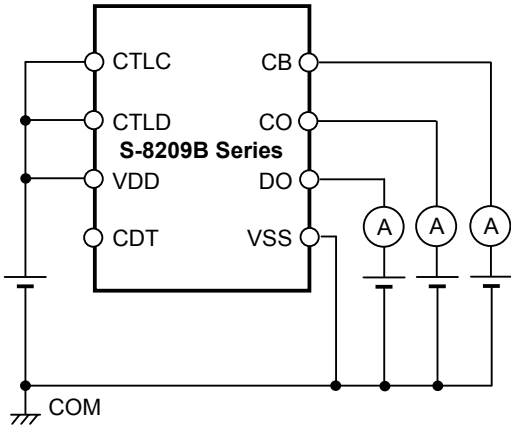 CTLC CB
CTLD CO
S-8209B Series
VDD DO
CDT VSS
A A A
COM